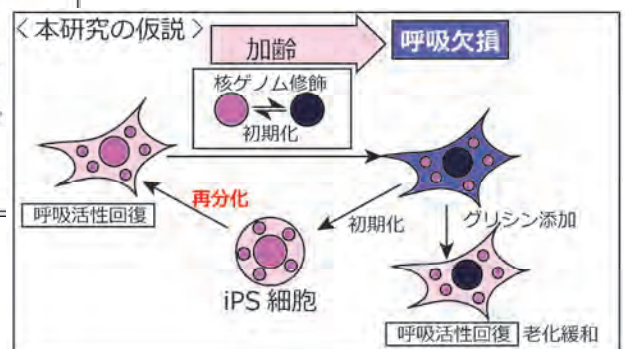 <本研究の仮説>
加齢
呼吸欠損
核ゲノム修飾
初期化
再分化
呼吸活性回復
初期化
グリシン添加
iPS 細胞
呼吸活性回復 老化緩和